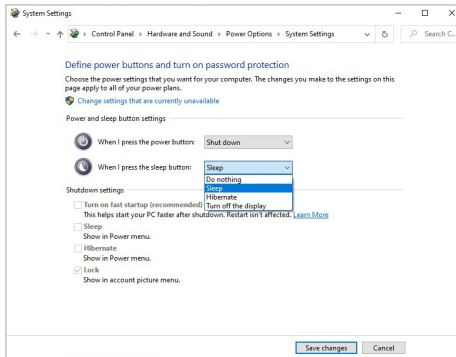 System Settings
Control Panel > Hardware and Sound > Power Options > System Settings
Search C...
Define power buttons and turn on password protection
Choose the power settings that you want for your computer. The changes you make to the settings on this
page apply to all of your power plans.
Change settings that are currently unavailable
Power and sleep button settings
When I press the power button: Shut down
When I press the sleep button: Sleep
Do nothing
Sleep
Hibernate
Turn off the display
Shutdown settings
Turn on fast startup (recommended)
This helps start your PC faster after shutdown. Restart isn't affected. Learn More
Sleep
Show in Power menu.
Hibernate
Show in Power menu.
Lock
Show in account picture menu.
Save changes Cancel